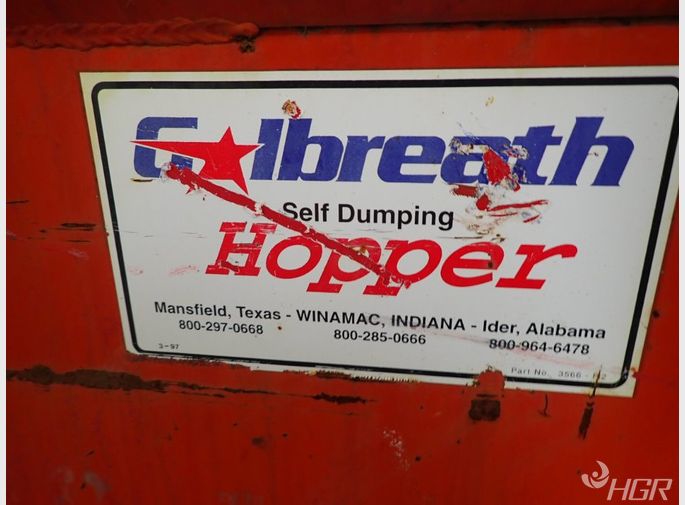 Galbreath
Self Dumping
Hopper
Mansfield, Texas - WINAMAC, INDIANA - Ider, Alabama
800-297-0668 800-285-0666 800-964-6478
3-97
Part No. 3566 -
HGR